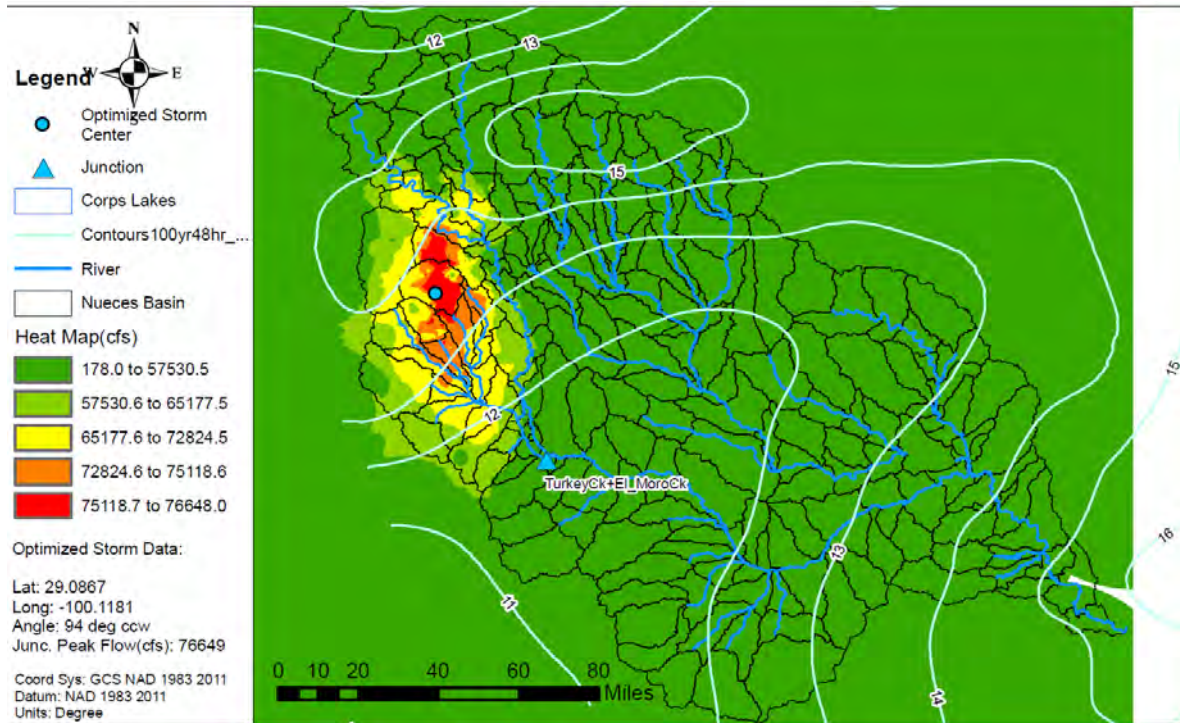 N
W
E
S
Legend
Optimized Storm
Center
Junction
Corps Lakes
Contours100yr48hr_...
River
Nueces Basin
Heat Map(cfs)
178.0 to 57530.5
57530.6 to 65177.5
65177.6 to 72824.5
72824.6 to 75118.6
75118.7 to 76648.0
Optimized Storm Data:
Lat: 29.0867
Long: -100.1181
Angle: 94 deg ccw
Junc. Peak Flow(cfs): 76649
Coord Sys: GCS NAD 1983 2011
Datum: NAD 1983 2011
Units: Degree
12
13
15
15
12
TurkeyCk+El_MoroCk
16
13
11
14
0 10 20 40 60 80
Miles